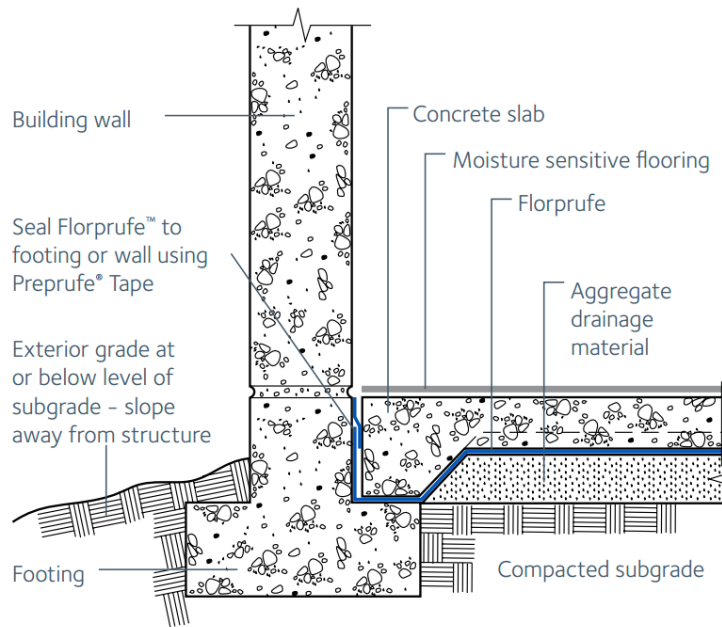 Building wall
Seal Florprufe™ to
footing or wall using
Preprufe® Tape
Exterior grade at
or below level of
subgrade – slope
away from structure
Footing
Concrete slab
Moisture sensitive flooring
Florprufe
Aggregate
drainage
material
Compacted subgrade